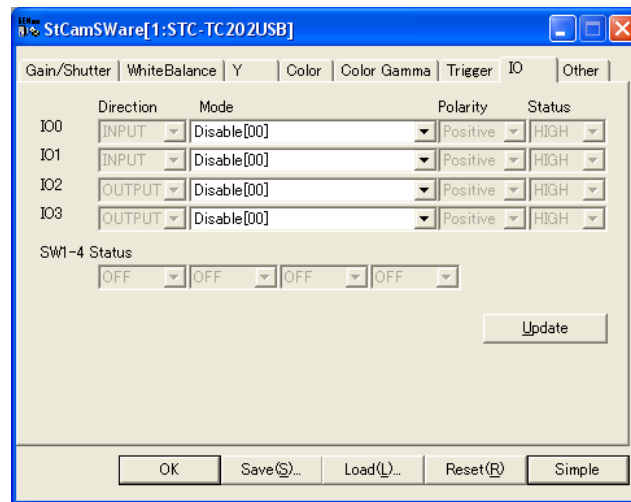 StCamSWare[1:STC-TC202USB]
Gain/Shutter WhiteBalance Y Color Color Gamma Trigger IO Other
Direction Mode Polarity Status
IO0 INPUT Disable[00] Positive HIGH
IO1 INPUT Disable[00] Positive HIGH
IO2 OUTPUT Disable[00] Positive HIGH
IO3 OUTPUT Disable[00] Positive HIGH
SW1-4 Status
OFF OFF OFF OFF
Update
OK Save(S)... Load(L)... Reset(R) Simple